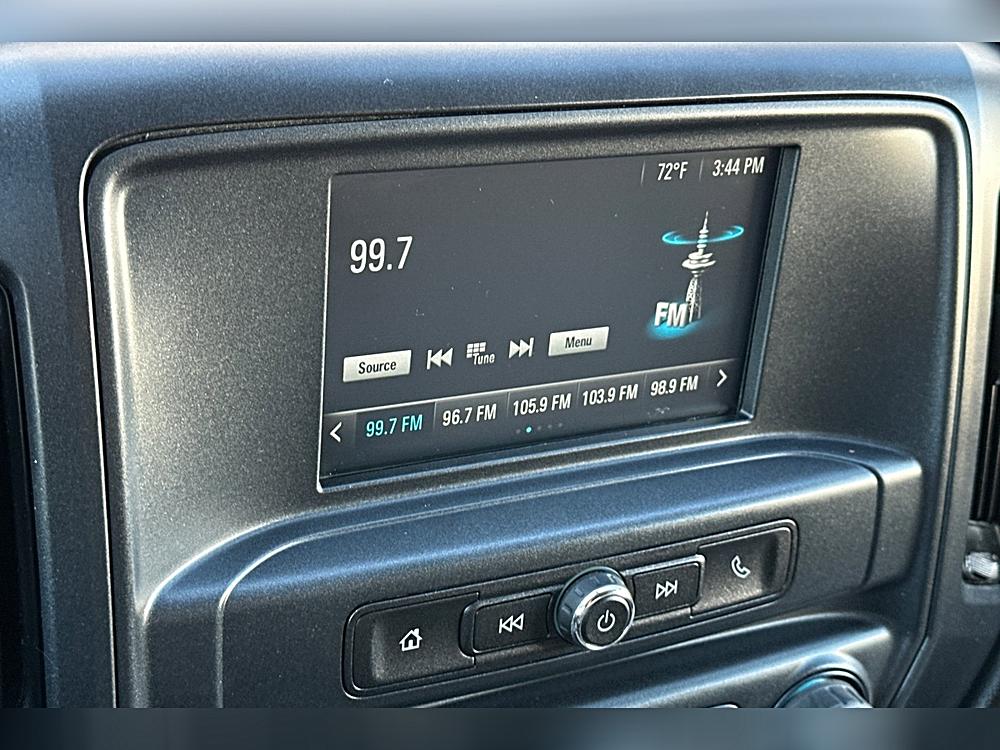 72°F 3:44 PM
99.7
FM
Source Tune Menu
99.7 FM 96.7 FM 105.9 FM 103.9 FM 98.9 FM